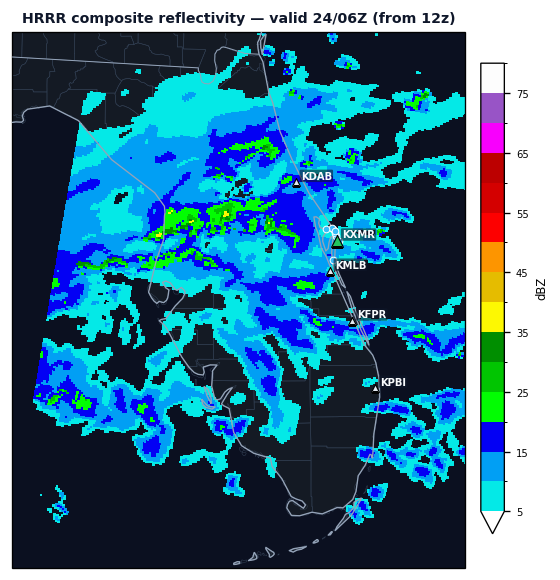 HRRR composite reflectivity — valid 24/06Z (from 12z)
KDAB
KXMR
KMLB
KFPR
KPBI
75
65
55
45
35
25
15
5
dBZ